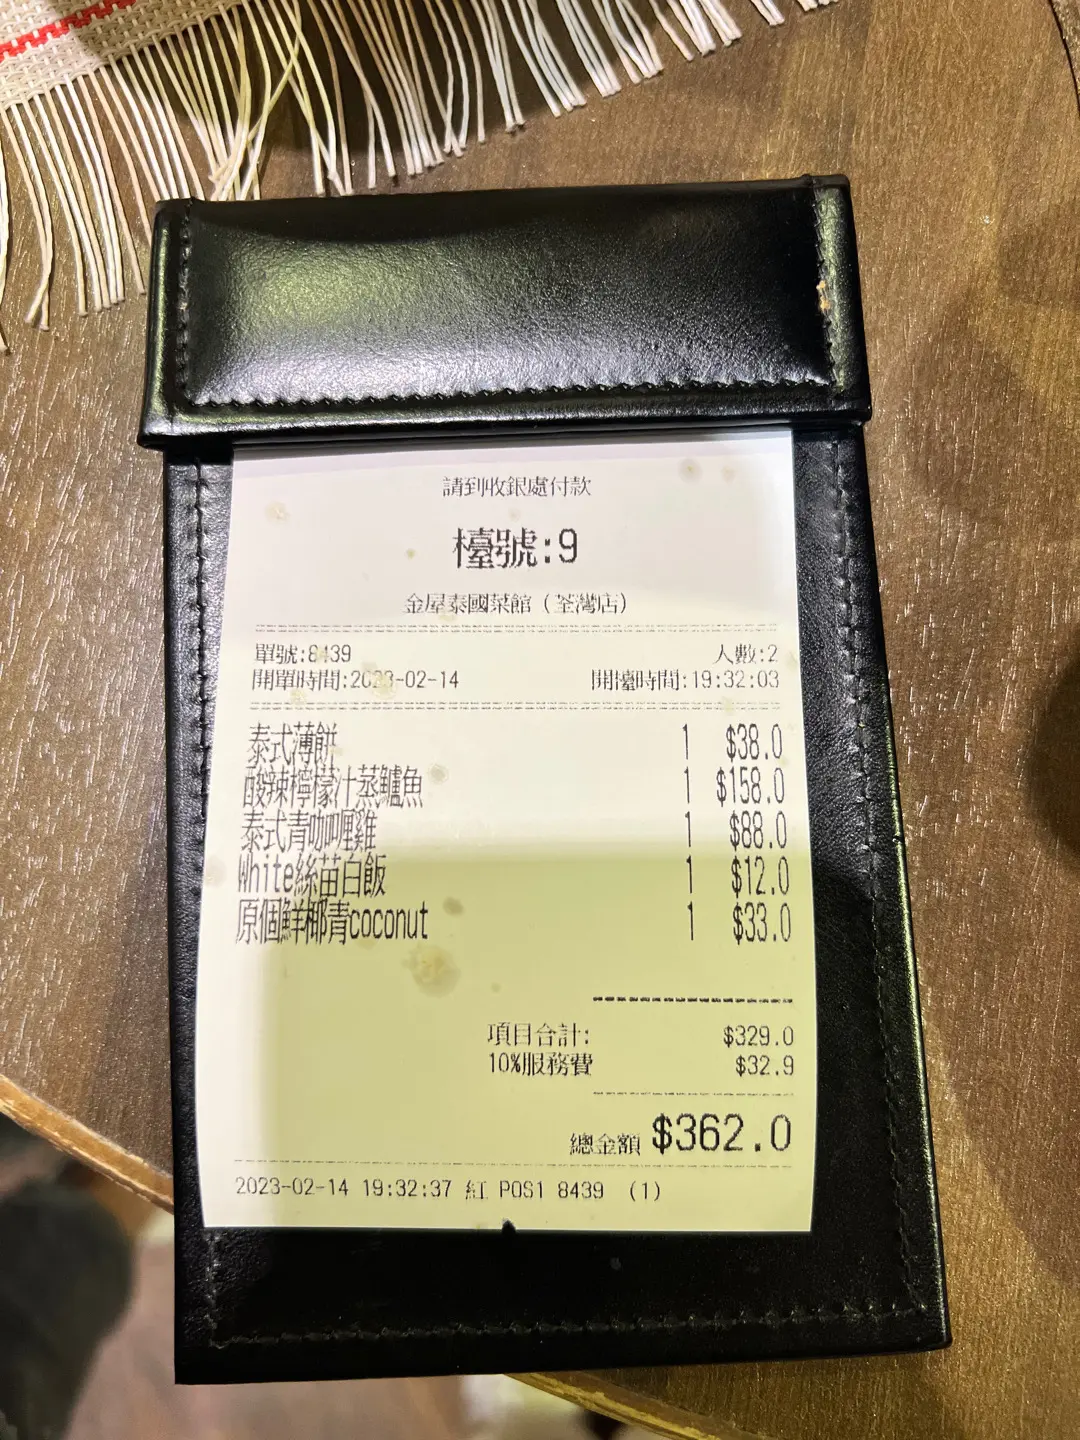 請到收銀處付款
檯號:9
金屋泰國菜館（荃灣店）
單號:8439 人數:2
開單時間:2023-02-14 開檯時間:19:32:03
泰式薄餅 1 $38.0
酸辣檸檬汁蒸鱸魚 1 $158.0
泰式青咖喱雞 1 $88.0
White絲苗白飯 1 $12.0
原個鮮椰青coconut 1 $33.0
項目合計: $329.0
10%服務費 $32.9
總金額 $362.0
2023-02-14 19:32:37 紅 POS1 8439 (1)